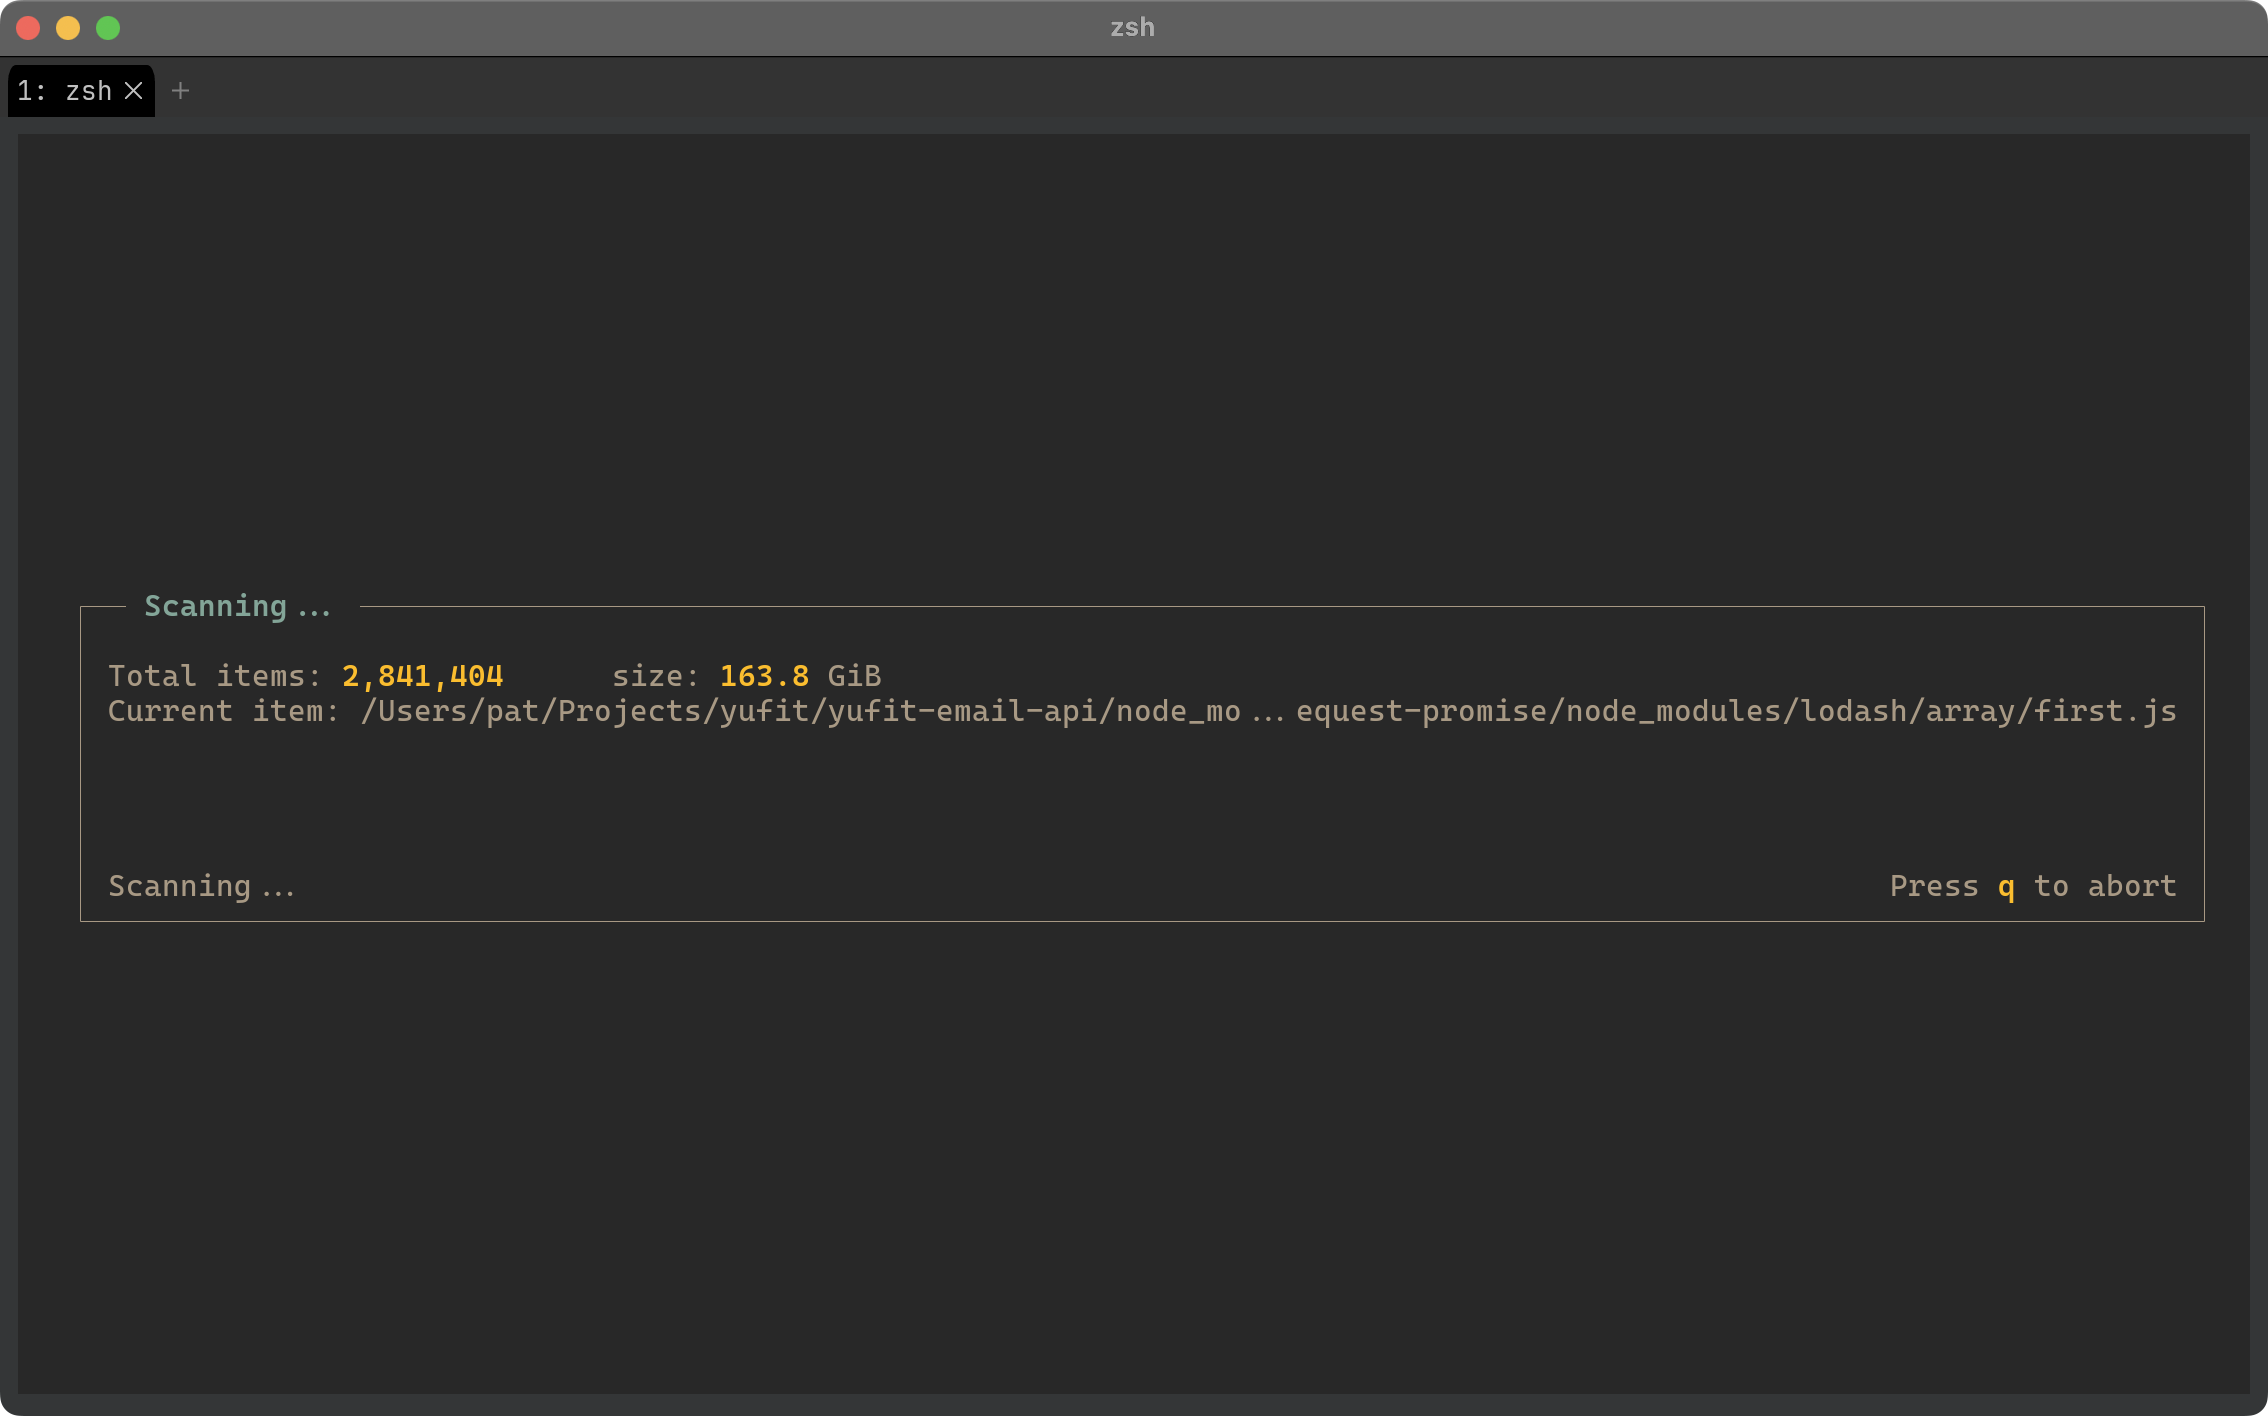 zsh
1: zsh × +
Scanning...
Total items: 2,841,404 size: 163.8 GiB
Current item: /Users/pat/Projects/yufit/yufit-email-api/node_mo...equest-promise/node_modules/lodash/array/first.js
Scanning... Press q to abort